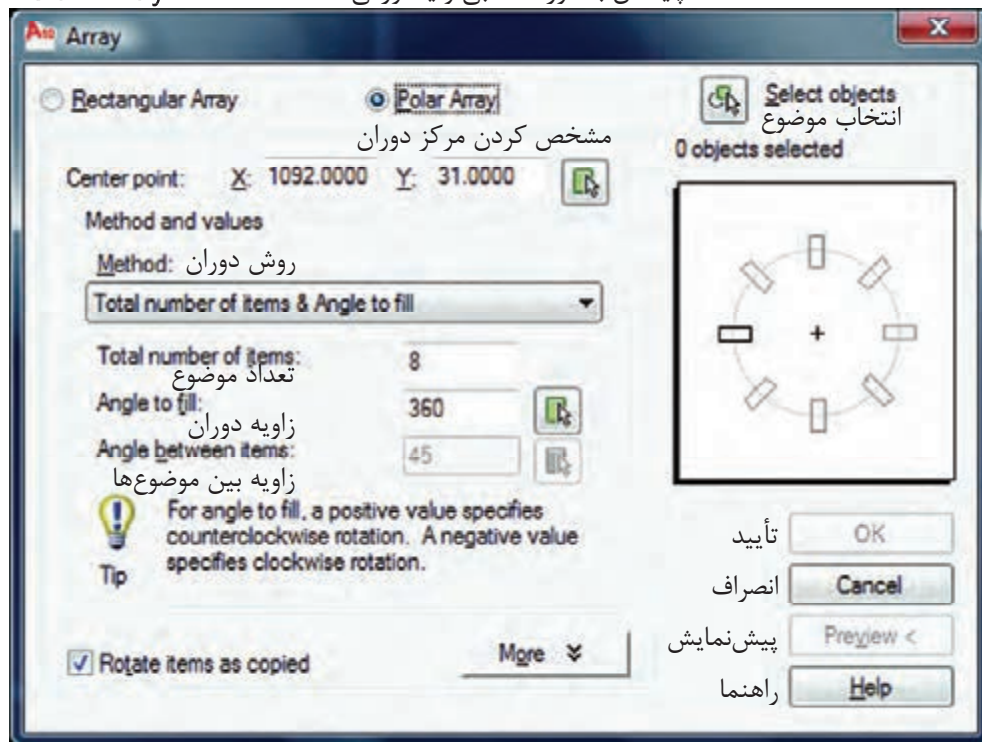 Array
Rectangular Array
Polar Array
Select objects
انتخاب موضوع
0 objects selected
مشخص کردن مرکز دوران
Center point: X: 1092.0000 Y: 31.0000
Method and values
Method: روش دوران
Total number of items & Angle to fill
Total number of items: 8
تعداد موضوع
Angle to fill: 360
زاویه دوران
Angle between items: 45
زاویه بین موضوع‌ها
For angle to fill, a positive value specifies
counterclockwise rotation. A negative value
specifies clockwise rotation.
Tip
Rotate items as copied
More
تأیید OK
انصراف Cancel
پیش‌نمایش Preview <
راهنما Help